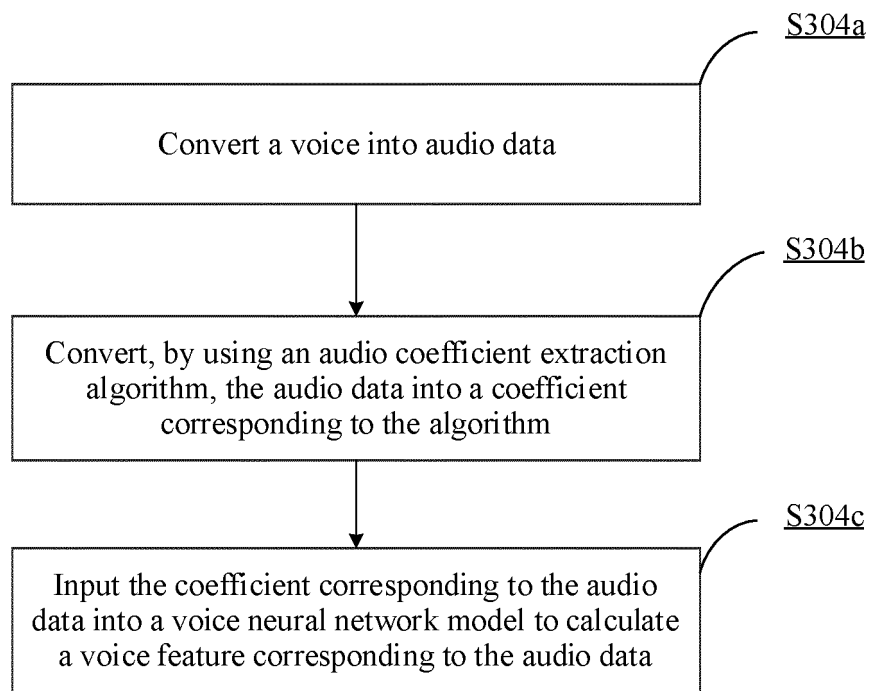 S304a
Convert a voice into audio data
S304b
Convert, by using an audio coefficient extraction
algorithm, the audio data into a coefficient
corresponding to the algorithm
S304c
Input the coefficient corresponding to the audio
data into a voice neural network model to calculate
a voice feature corresponding to the audio data